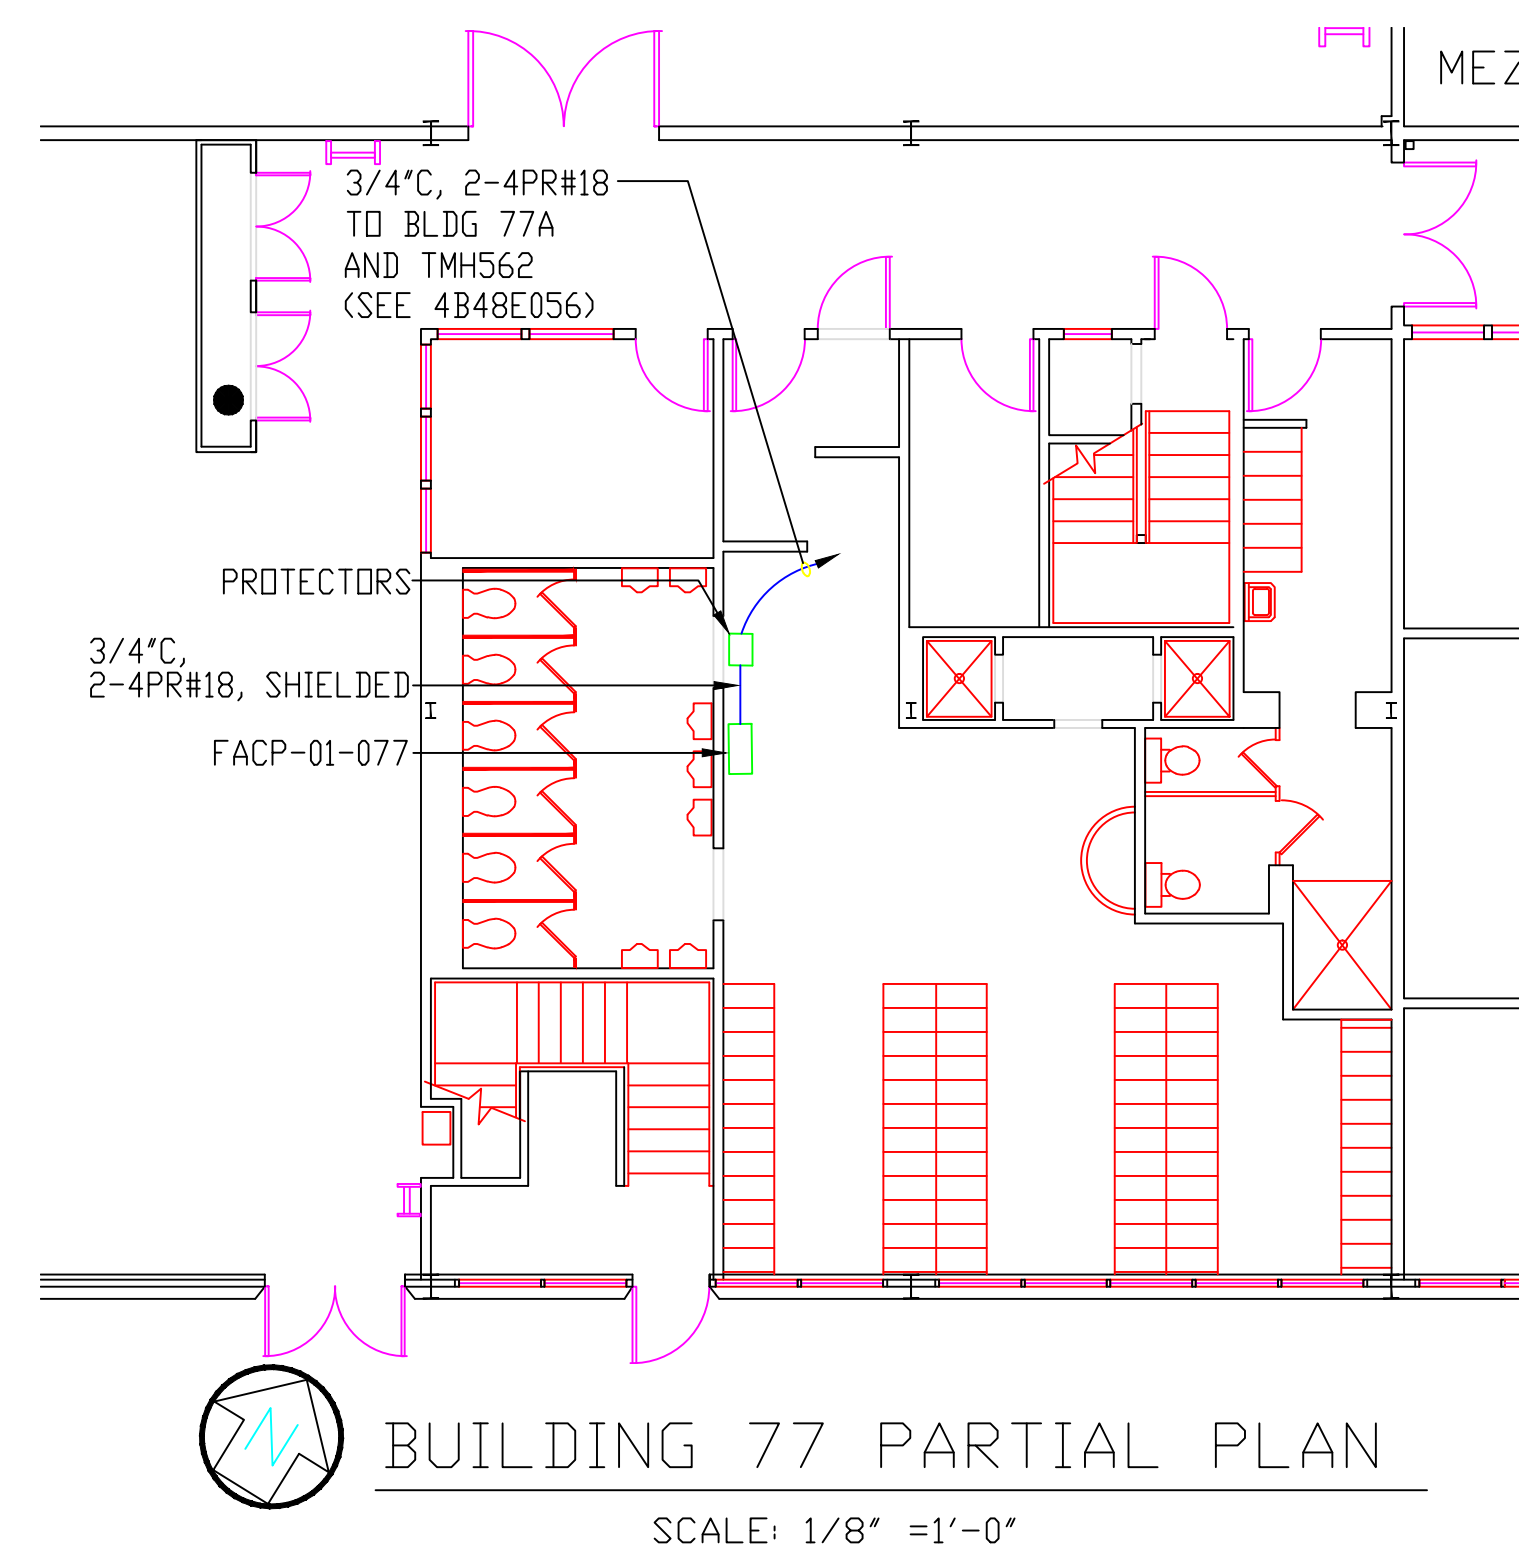 MEZ
3/4"C, 2-4PR#18
TO BLDG 77A
AND TMH562
(SEE 4B48E056)
PROTECTORS
3/4"C,
2-4PR#18, SHIELDED
FACP-01-077
N
BUILDING 77 PARTIAL PLAN
SCALE: 1/8" =1'-0"